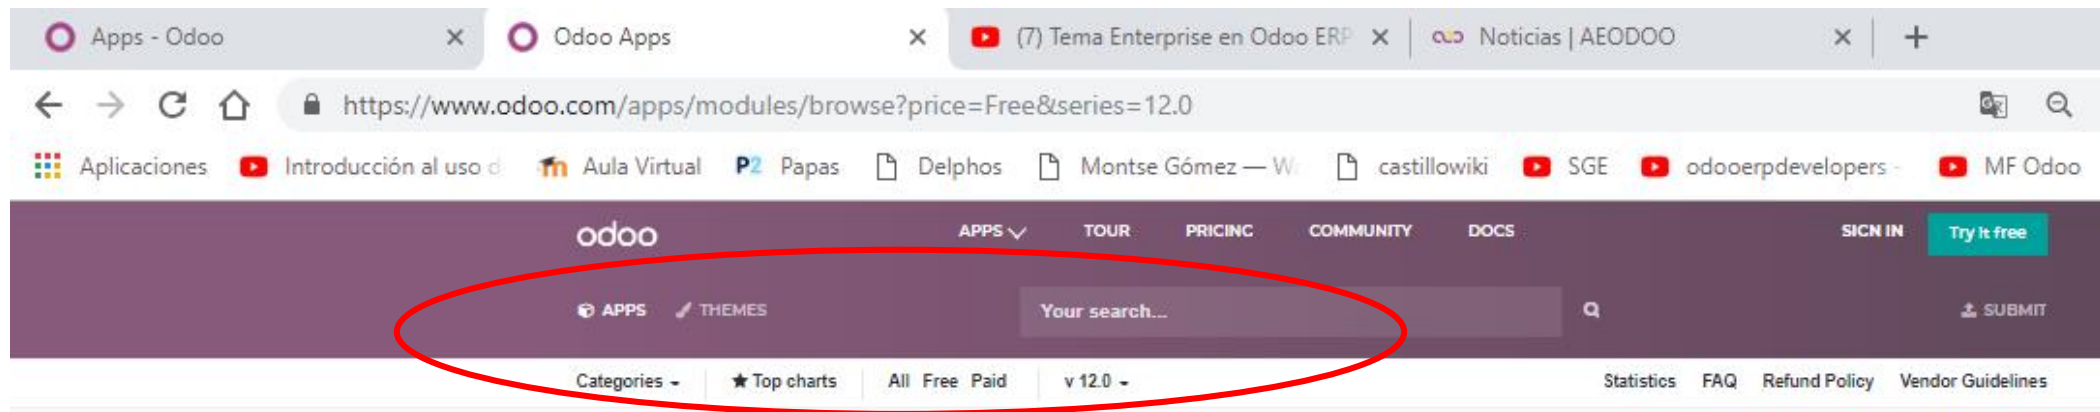 Apps - Odoo Odoo Apps (7) Tema Enterprise en Odoo ERP Noticias | AEODOO
https://www.odoo.com/apps/modules/browse?price=Free&series=12.0
Aplicaciones Introducción al uso d Aula Virtual P2 Papas Delphos Montse Gómez — W castillowiki SGE odooerpdevelopers - MF Odoo
odoo APPS TOUR PRICING COMMUNITY DOCS SIGN IN Try it free
APPS THEMES Your search... SUBMIT
Categories Top charts All Free Paid v 12.0 Statistics FAQ Refund Policy Vendor Guidelines